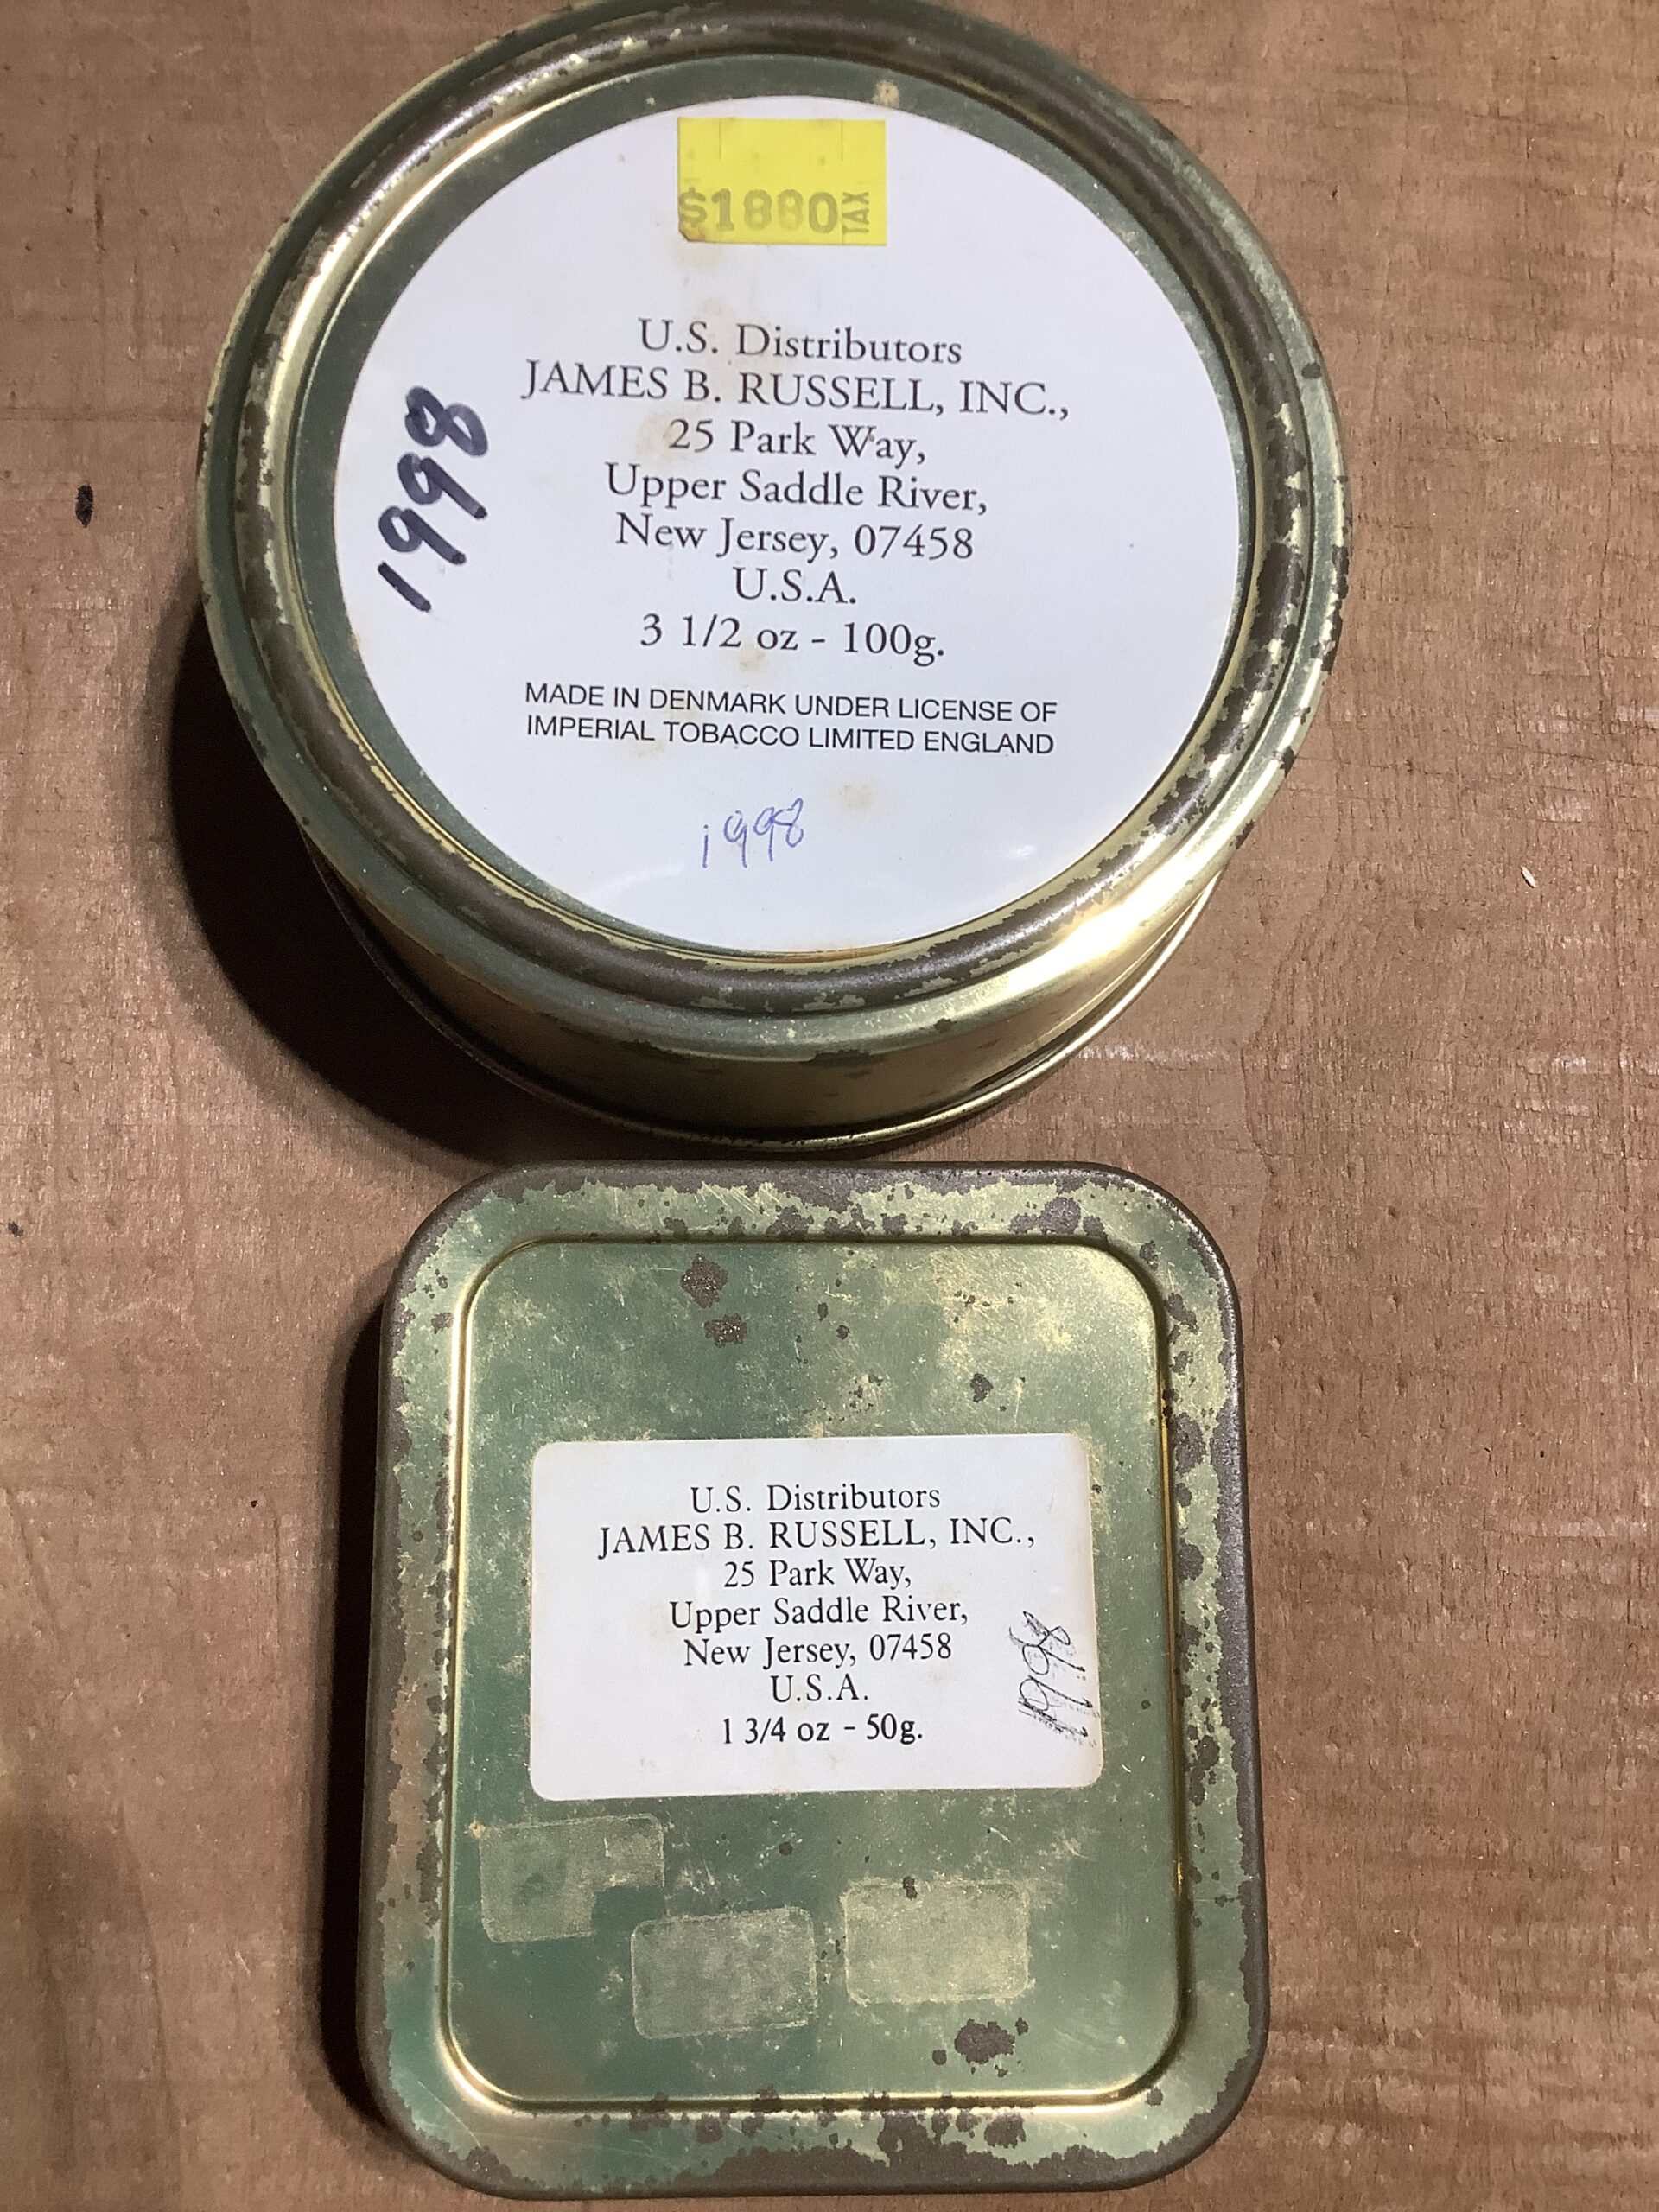 $1880 TAX
U.S. Distributors
JAMES B. RUSSELL, INC.,
25 Park Way,
Upper Saddle River,
New Jersey, 07458
U.S.A.
3 1/2 oz - 100g.
MADE IN DENMARK UNDER LICENSE OF
IMPERIAL TOBACCO LIMITED ENGLAND
1998
1998
U.S. Distributors
JAMES B. RUSSELL, INC.,
25 Park Way,
Upper Saddle River,
New Jersey, 07458
U.S.A.
1 3/4 oz - 50g.
1998